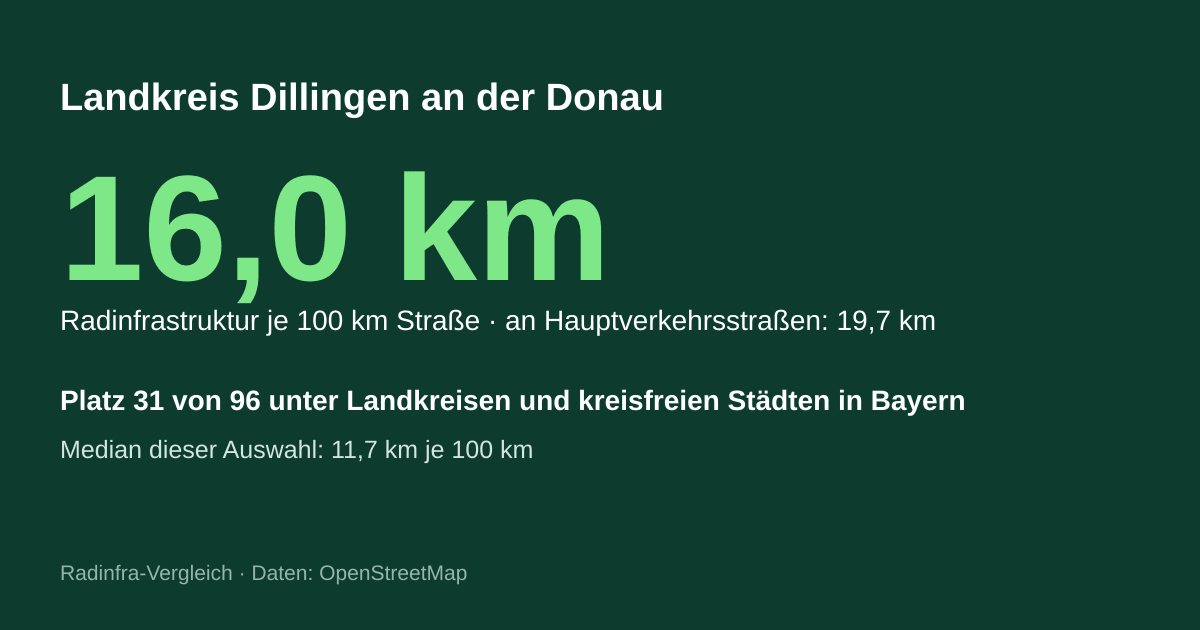 Landkreis Dillingen an der Donau
16,0 km
Radinfrastruktur je 100 km Straße · an Hauptverkehrsstraßen: 19,7 km
Platz 31 von 96 unter Landkreisen und kreisfreien Städten in Bayern
Median dieser Auswahl: 11,7 km je 100 km
Radinfra-Vergleich · Daten: OpenStreetMap